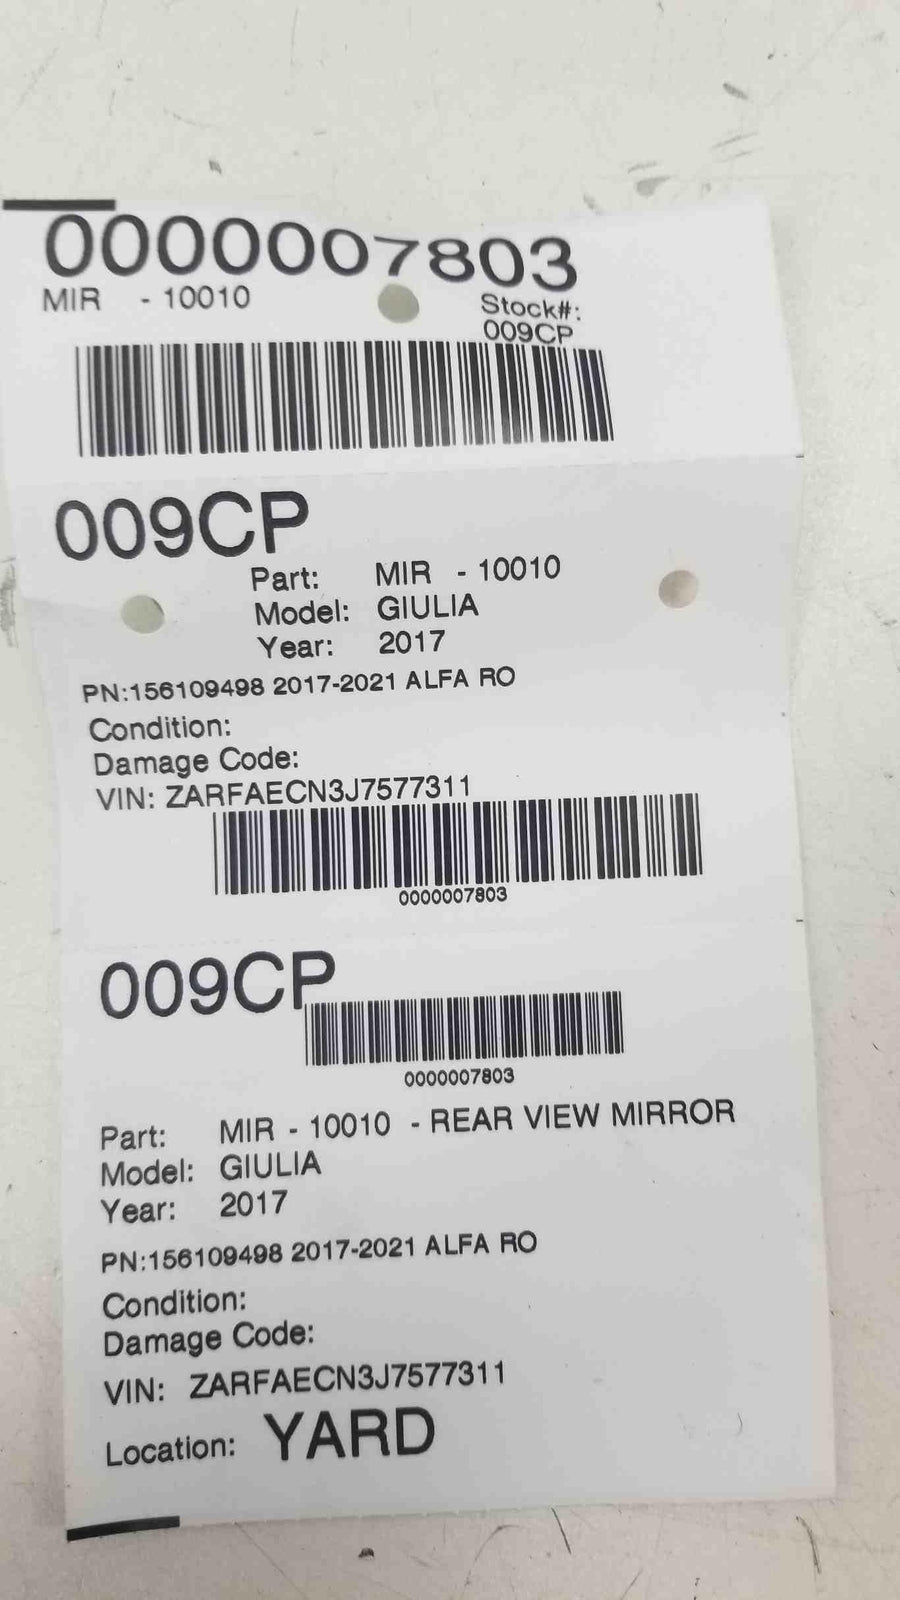 0000007803
MIR - 10010
Stock#:
009CP
009CP
Part: MIR - 10010
Model: GIULIA
Year: 2017
PN:156109498 2017-2021 ALFA RO
Condition:
Damage Code:
VIN: ZARFAECN3J7577311
0000007803
009CP
0000007803
Part: MIR - 10010 - REAR VIEW MIRROR
Model: GIULIA
Year: 2017
PN:156109498 2017-2021 ALFA RO
Condition:
Damage Code:
VIN: ZARFAECN3J7577311
Location: YARD